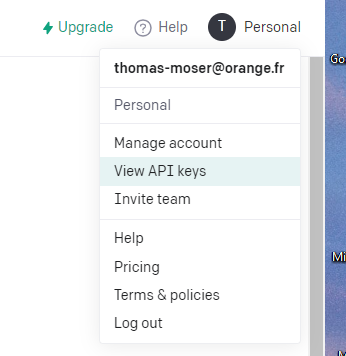 Upgrade Help T Personal
thomas-moser@orange.fr
Personal
Manage account
View API keys
Invite team
Help
Pricing
Terms & policies
Log out
Go
Mi